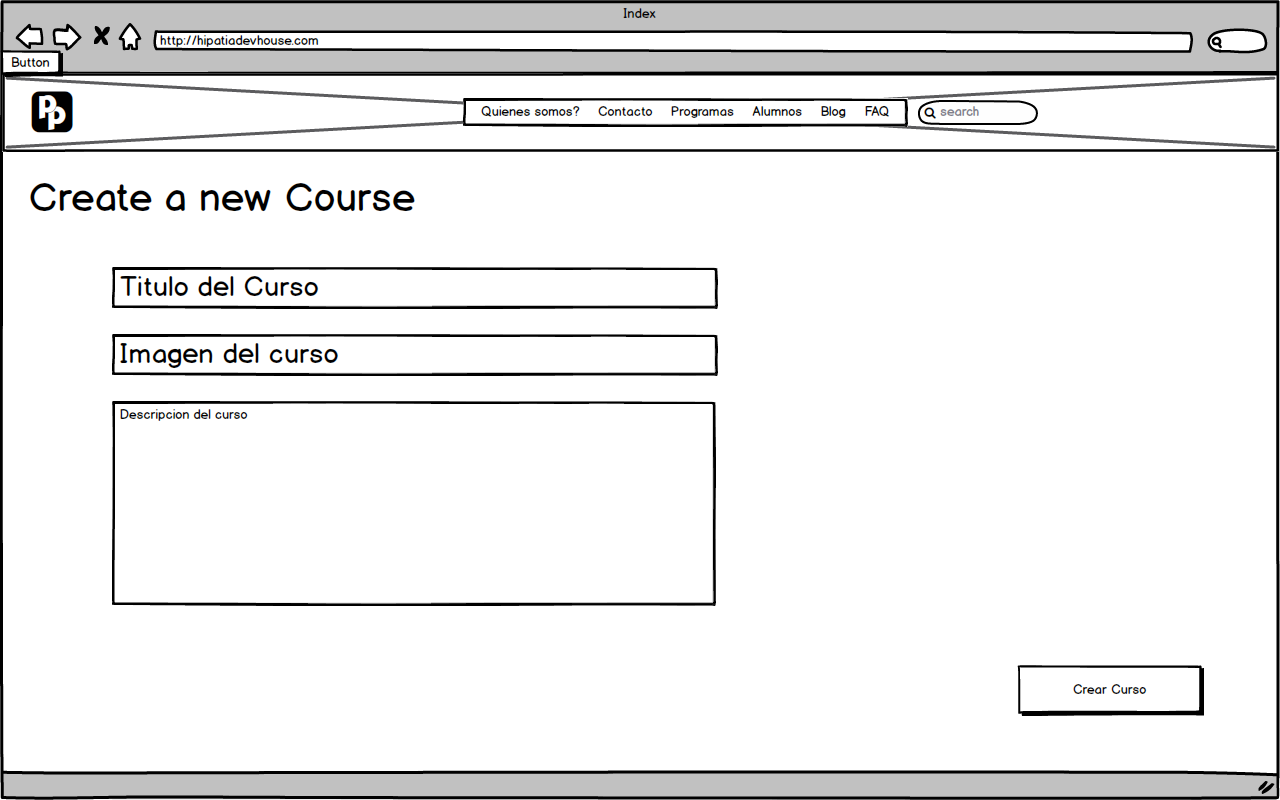 Index
http://hipatiadevhouse.com
Button
Pp
Quienes somos? Contacto Programas Alumnos Blog FAQ
search
Create a new Course
Titulo del Curso
Imagen del curso
Descripcion del curso
Crear Curso